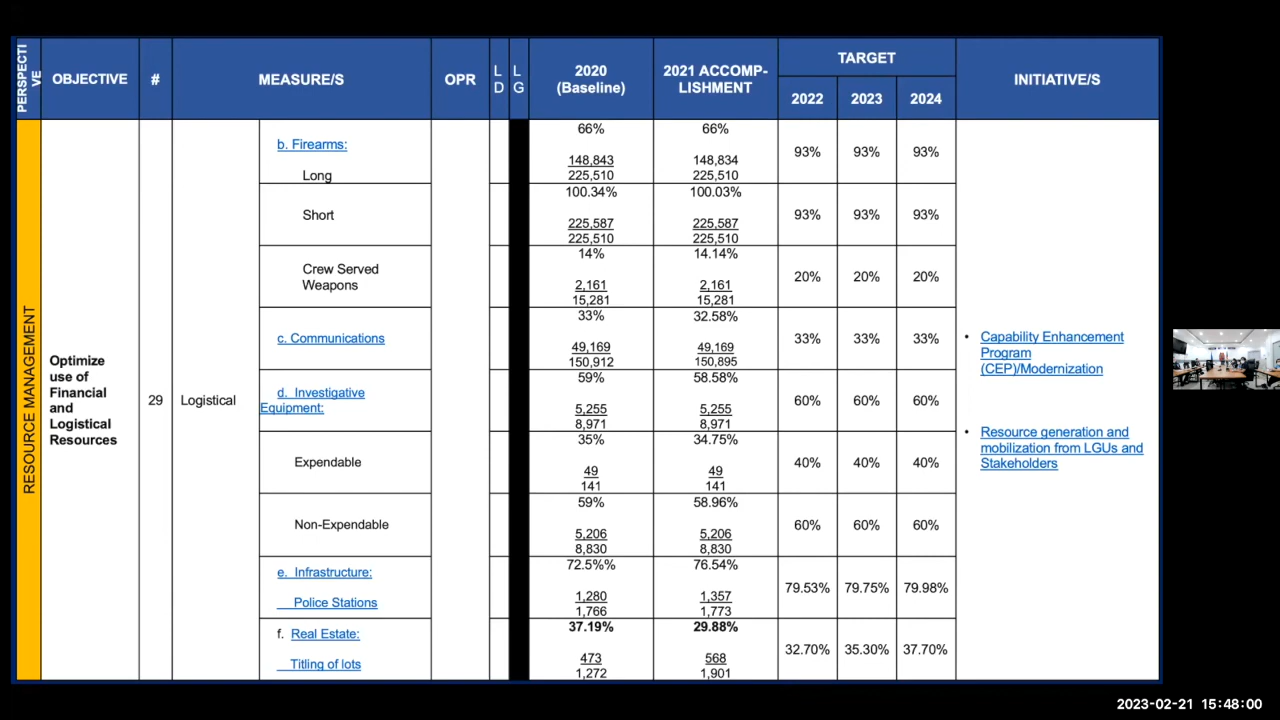 PERSPECTI
VE
OBJECTIVE
#
MEASURE/S
OPR
L
D
L
G
2020
(Baseline)
2021 ACCOMP-
LISHMENT
TARGET
2022
2023
2024
INITIATIVE/S
RESOURCE MANAGEMENT
Optimize
use of
Financial
and
Logistical
Resources
29
Logistical
b. Firearms:
Long
66%
148,843
225,510
66%
148,834
225,510
93%
93%
93%
Short
100.34%
225,587
225,510
100.03%
225,587
225,510
93%
93%
93%
Crew Served
Weapons
14%
2,161
15,281
14.14%
2,161
15,281
20%
20%
20%
c. Communications
33%
49,169
150,912
32.58%
49,169
150,895
33%
33%
33%
d. Investigative
Equipment:
59%
5,255
8,971
58.58%
5,255
8,971
60%
60%
60%
Expendable
35%
49
141
34.75%
49
141
40%
40%
40%
Non-Expendable
59%
5,206
8,830
58.96%
5,206
8,830
60%
60%
60%
e. Infrastructure:
Police Stations
72.5%%
1,280
1,766
76.54%
1,357
1,773
79.53%
79.75%
79.98%
f. Real Estate:
Titling of lots
37.19%
473
1,272
29.88%
568
1,901
32.70%
35.30%
37.70%
• Capability Enhancement
Program
(CEP)/Modernization
• Resource generation and
mobilization from LGUs and
Stakeholders
2023-02-21 15:48:00